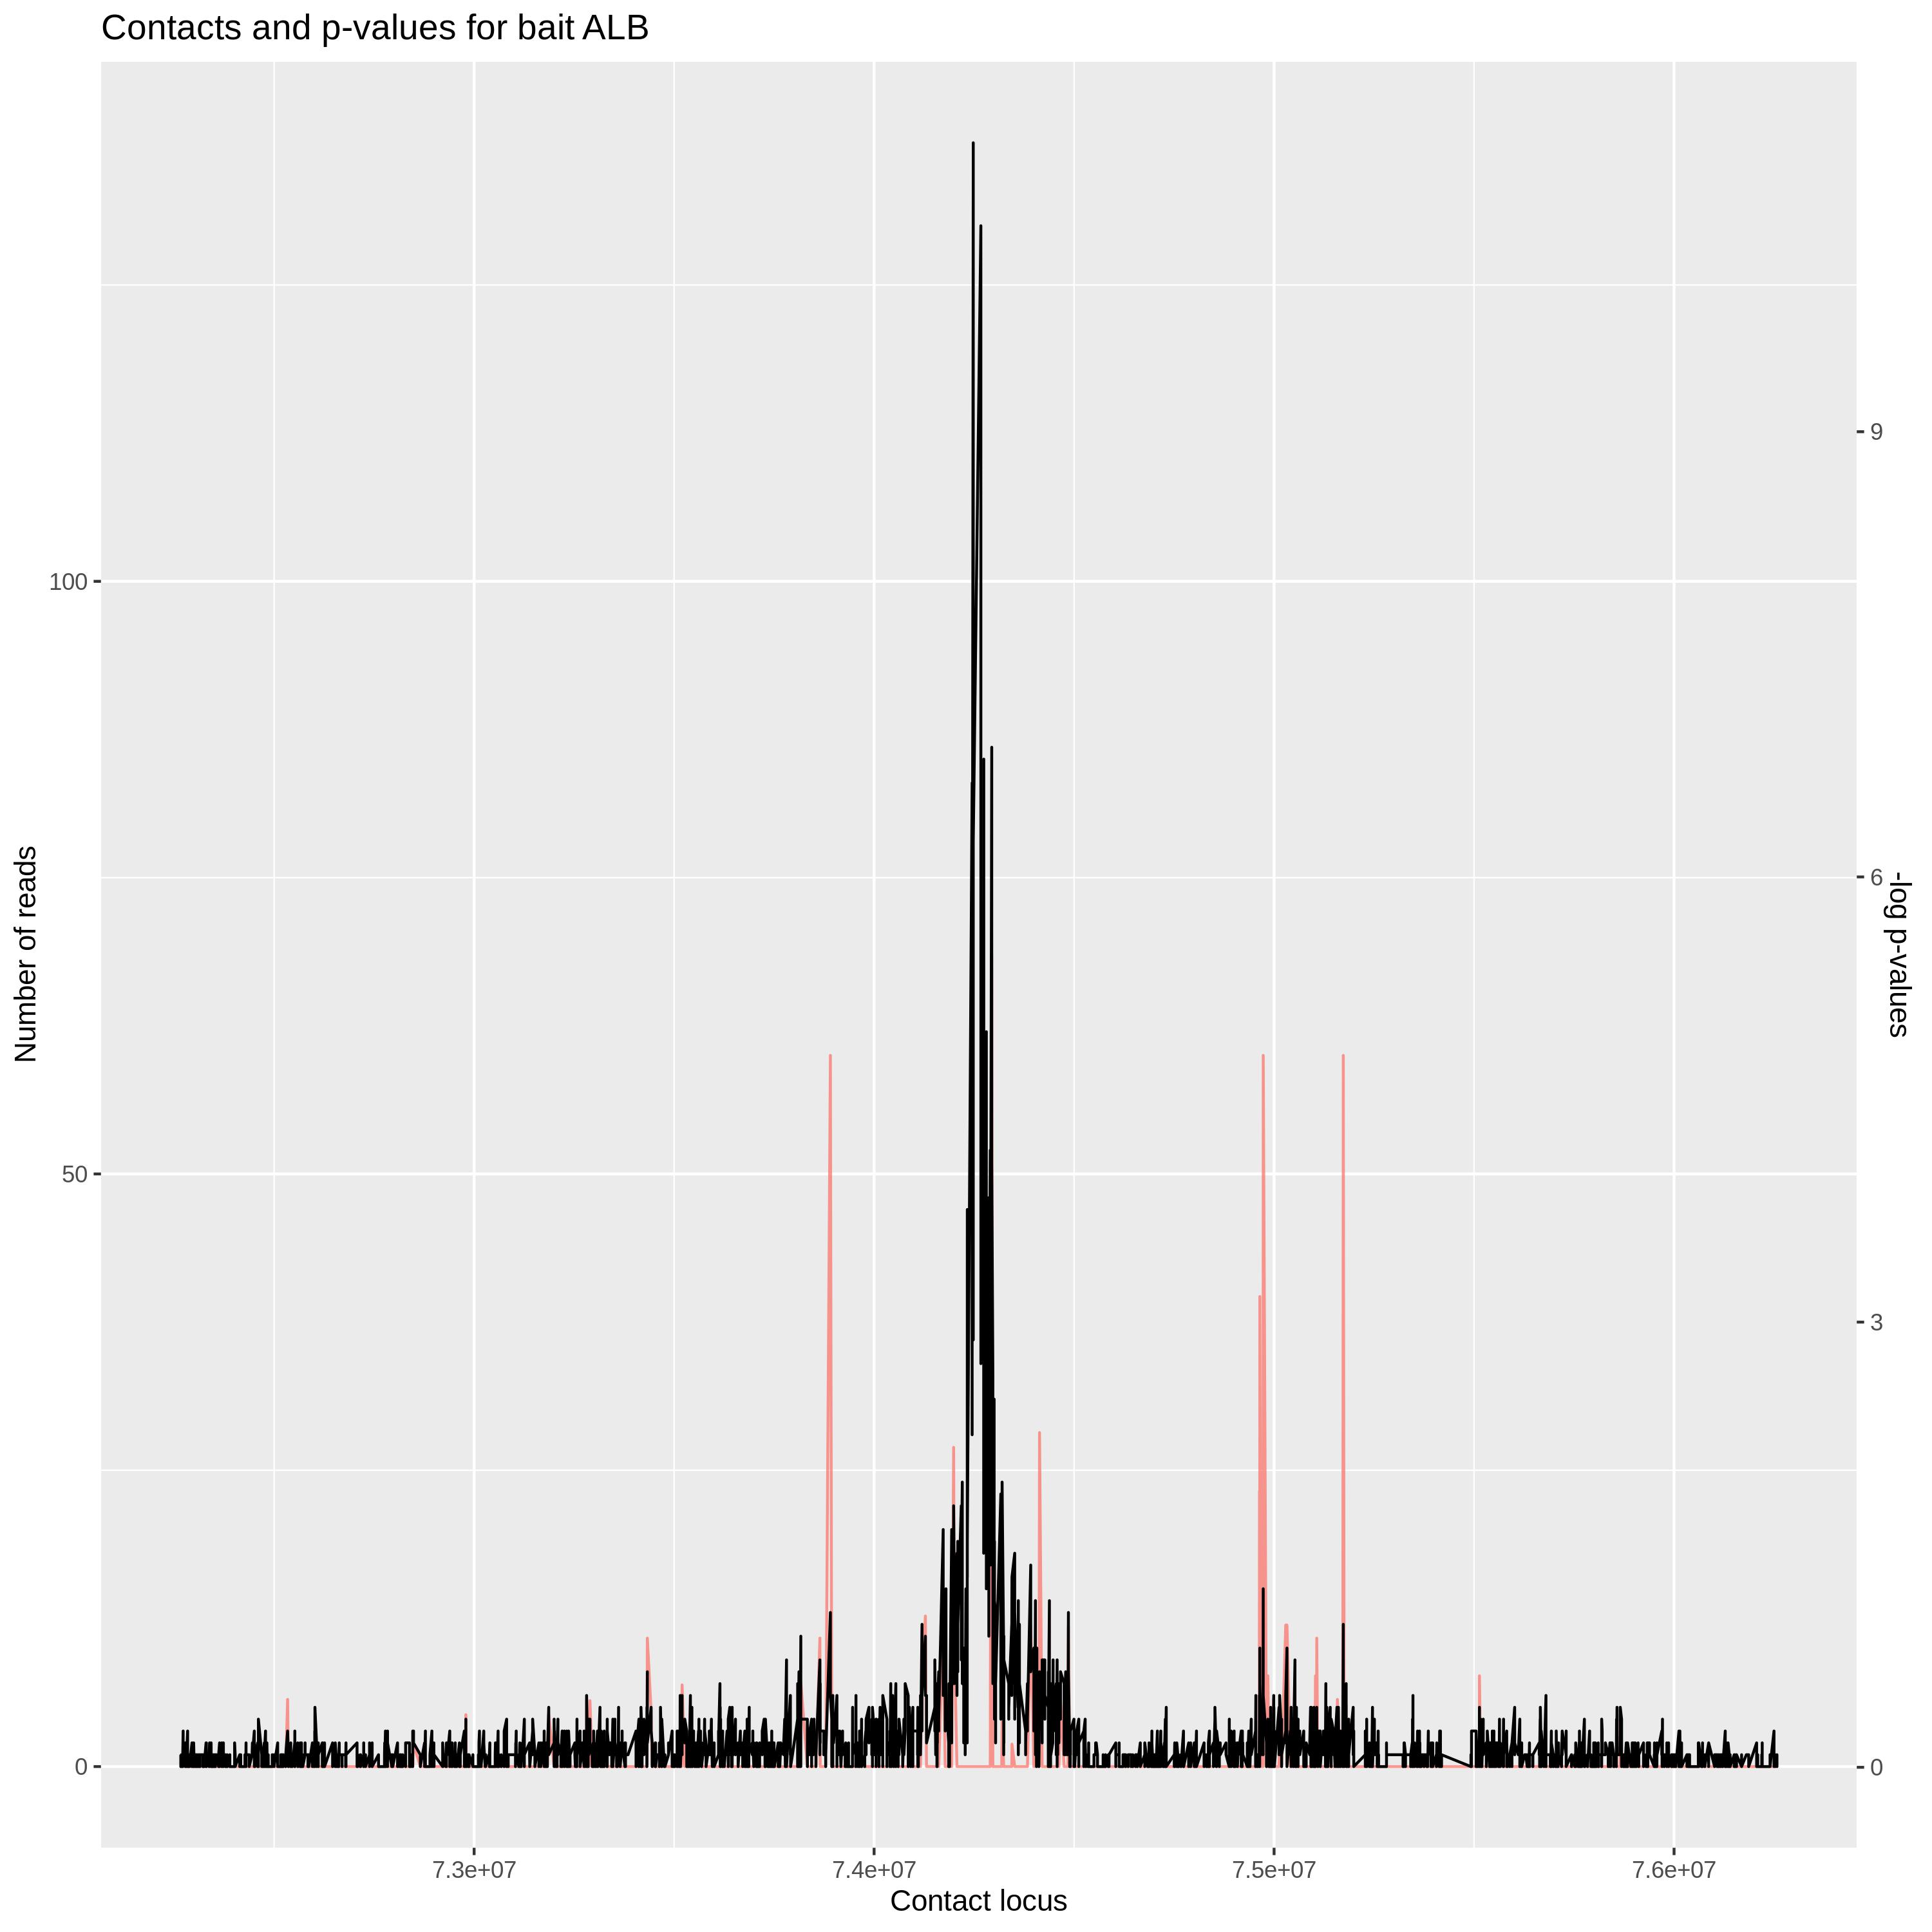 Contacts and p-values for bait ALB
Number of reads
100
50
0
9
6
3
0
-log p-values
7.3e+07
7.4e+07
7.5e+07
7.6e+07
Contact locus